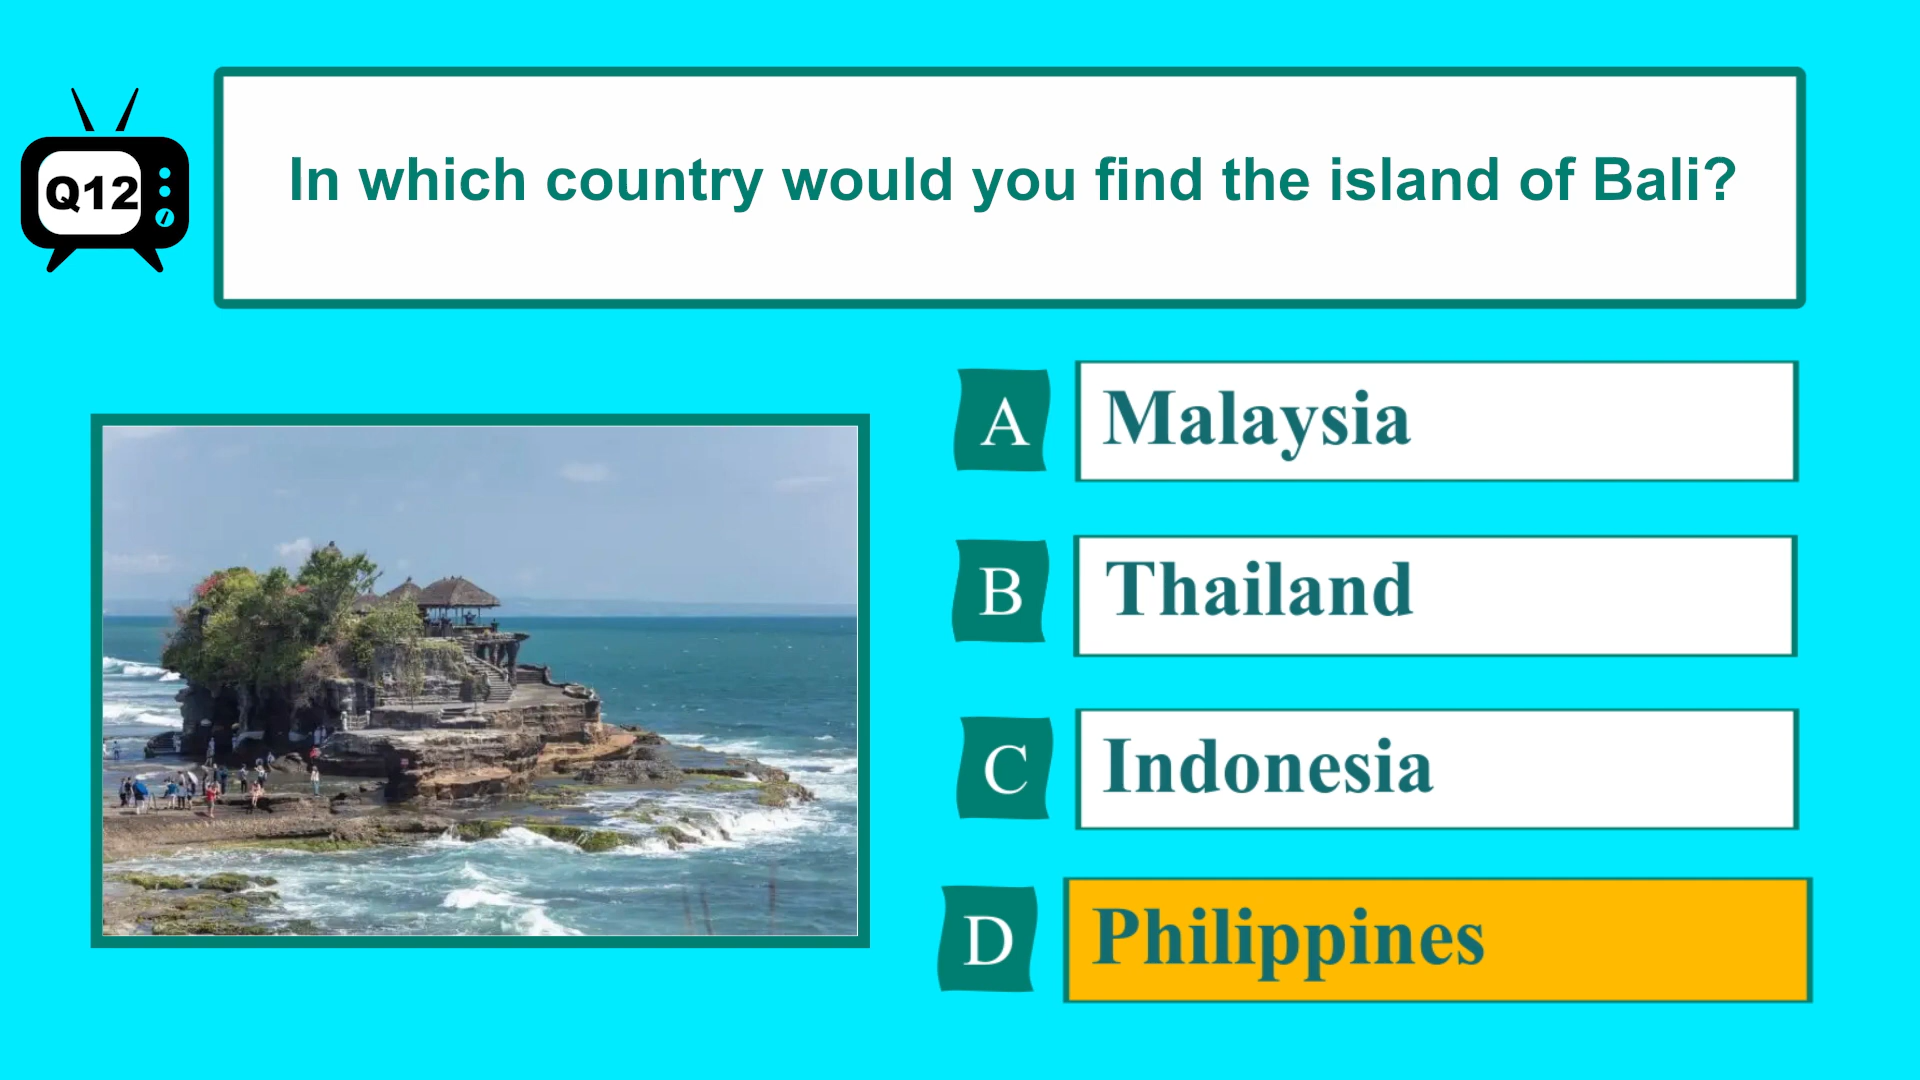 Q12
In which country would you find the island of Bali?
A
Malaysia
B
Thailand
C
Indonesia
D
Philippines